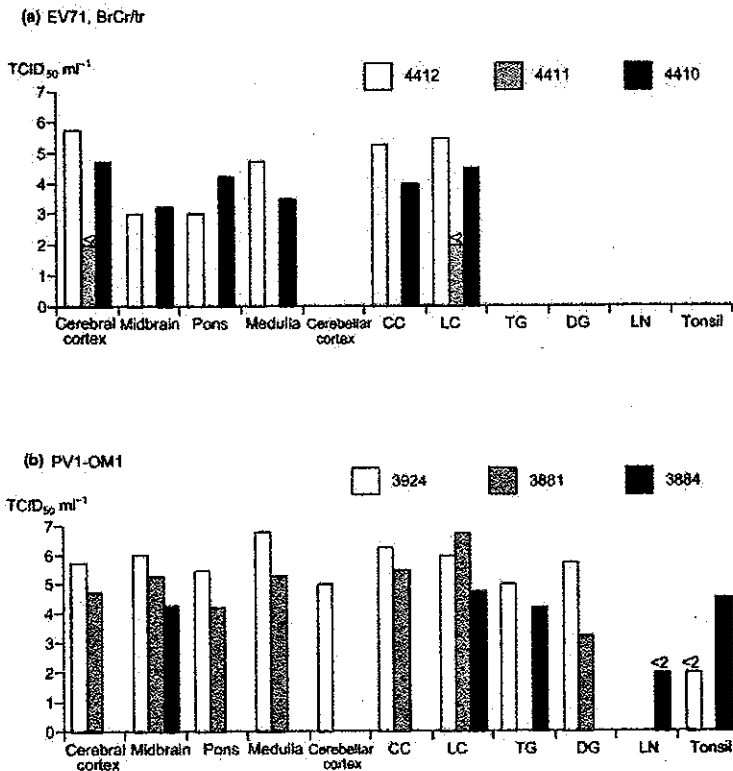 (a) EV71, BrCr/tr
TCID50 ml−1
4412 4411 4410
7
6
5
4
3
2
1
0
< <
Cerebral cortex Midbrain Pons Medulla Cerebellar cortex CC LC TG DG LN Tonsil
(b) PV1-OM1
TCID50 ml−1
3924 3881 3884
7
6
5
4
3
2
1
0
<2 <2
Cerebral cortex Midbrain Pons Medulla Cerebellar cortex CC LC TG DG LN Tonsil